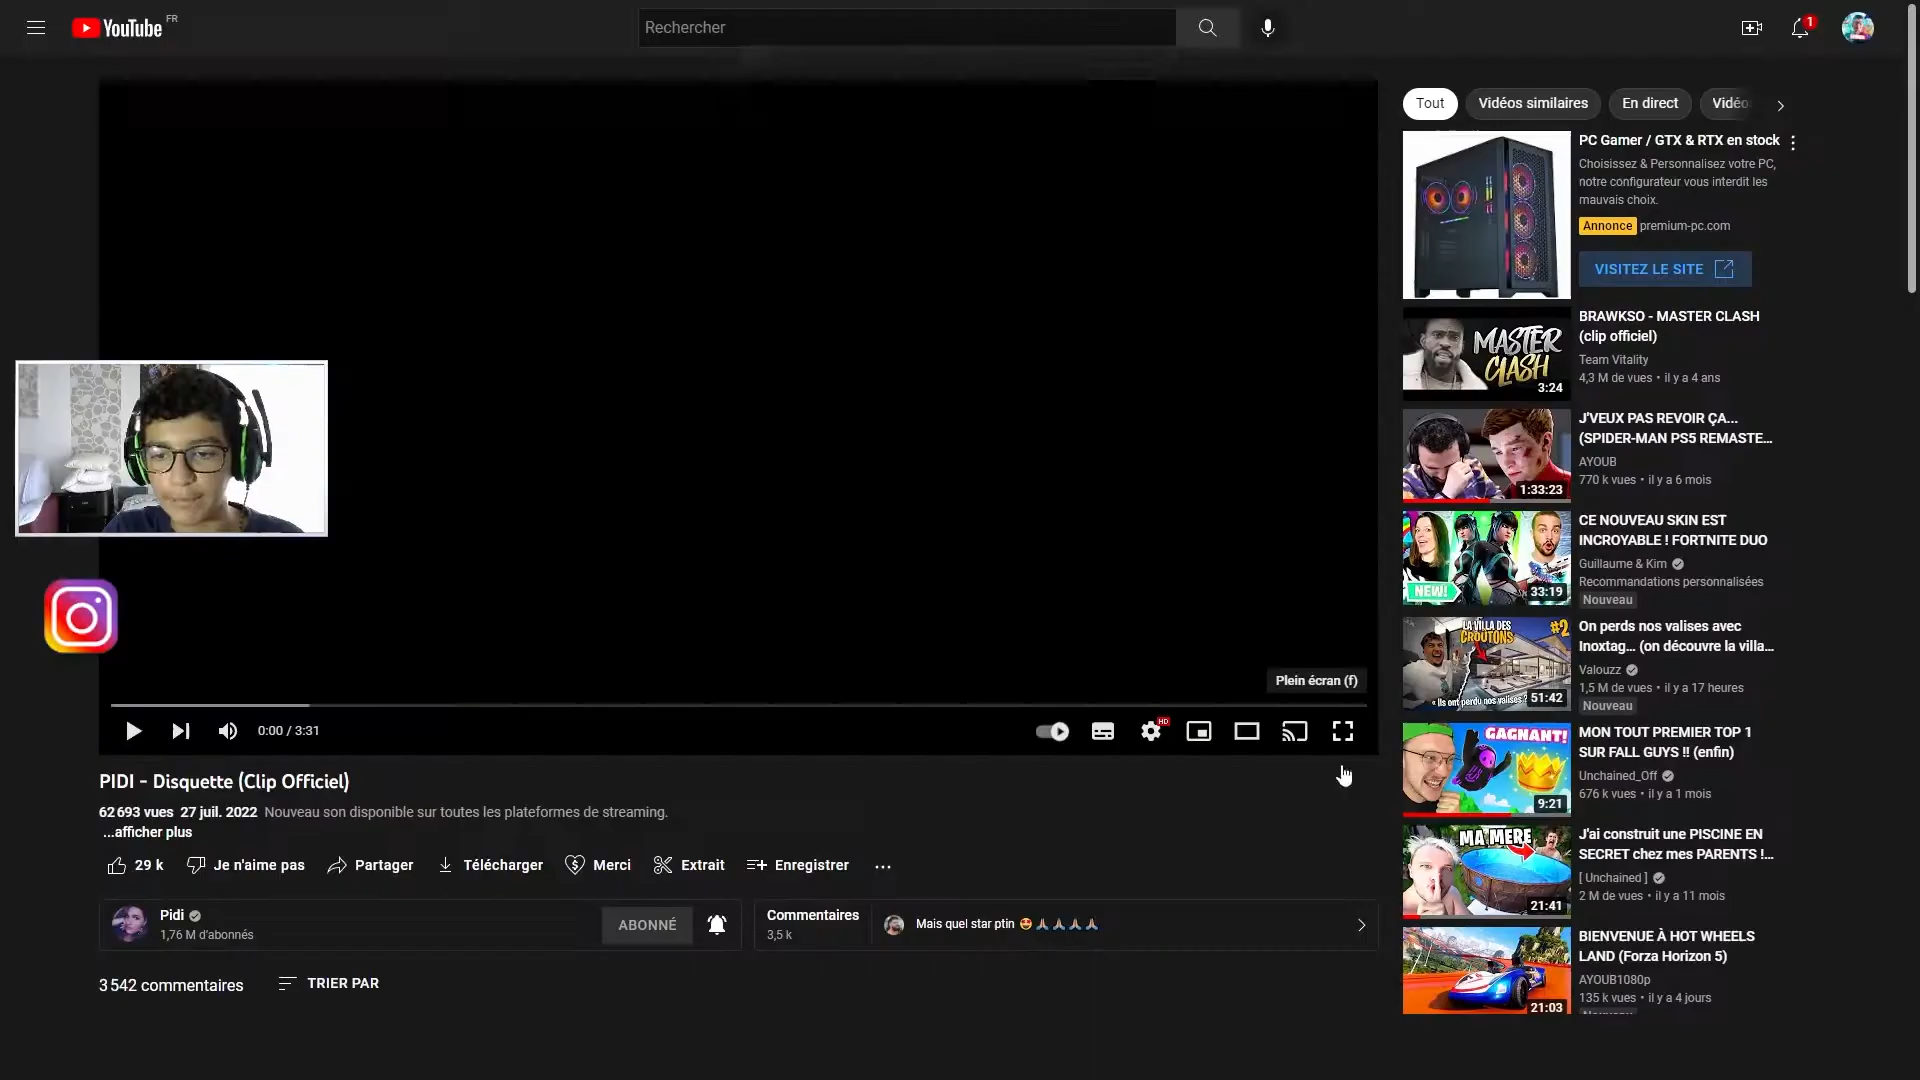 YouTube FR
Rechercher
1
Tout
Vidéos similaires
En direct
Vidéo
PC Gamer / GTX & RTX en stock
Choisissez & Personnalisez votre PC,
notre configurateur vous interdit les
mauvais choix.
Annonce premium-pc.com
VISITEZ LE SITE
MASTER
CLASH
3:24
BRAWKSO - MASTER CLASH
(clip officiel)
Team Vitality
4,3 M de vues • il y a 4 ans
1:33:23
J'VEUX PAS REVOIR ÇA...
(SPIDER-MAN PS5 REMASTE...
AYOUB
770 k vues • il y a 6 mois
NEW!
33:19
CE NOUVEAU SKIN EST
INCROYABLE ! FORTNITE DUO
Guillaume & Kim
Recommandations personnalisées
Nouveau
LA VILLA DES
CROUTONS
#2
« Ils ont perdu nos valises ? »
51:42
On perds nos valises avec
Inoxtag... (on découvre la villa...
Valouzz
1,5 M de vues • il y a 17 heures
Nouveau
GAGNANT!
9:21
MON TOUT PREMIER TOP 1
SUR FALL GUYS !! (enfin)
Unchained_Off
676 k vues • il y a 1 mois
MA MERE
21:41
J'ai construit une PISCINE EN
SECRET chez mes PARENTS !...
[ Unchained ]
2 M de vues • il y a 11 mois
21:03
BIENVENUE À HOT WHEELS
LAND (Forza Horizon 5)
AYOUB1080p
135 k vues • il y a 4 jours
Nouveau
Plein écran (f)
0:00 / 3:31
HD
PIDI - Disquette (Clip Officiel)
62 693 vues 27 juil. 2022 Nouveau son disponible sur toutes les plateformes de streaming.
...afficher plus
29 k
Je n'aime pas
Partager
Télécharger
Merci
Extrait
Enregistrer
Pidi
1,76 M d'abonnés
ABONNÉ
Commentaires
3,5 k
Mais quel star ptin 🤩🙏🏽🙏🏽🙏🏽🙏🏽
3 542 commentaires
TRIER PAR